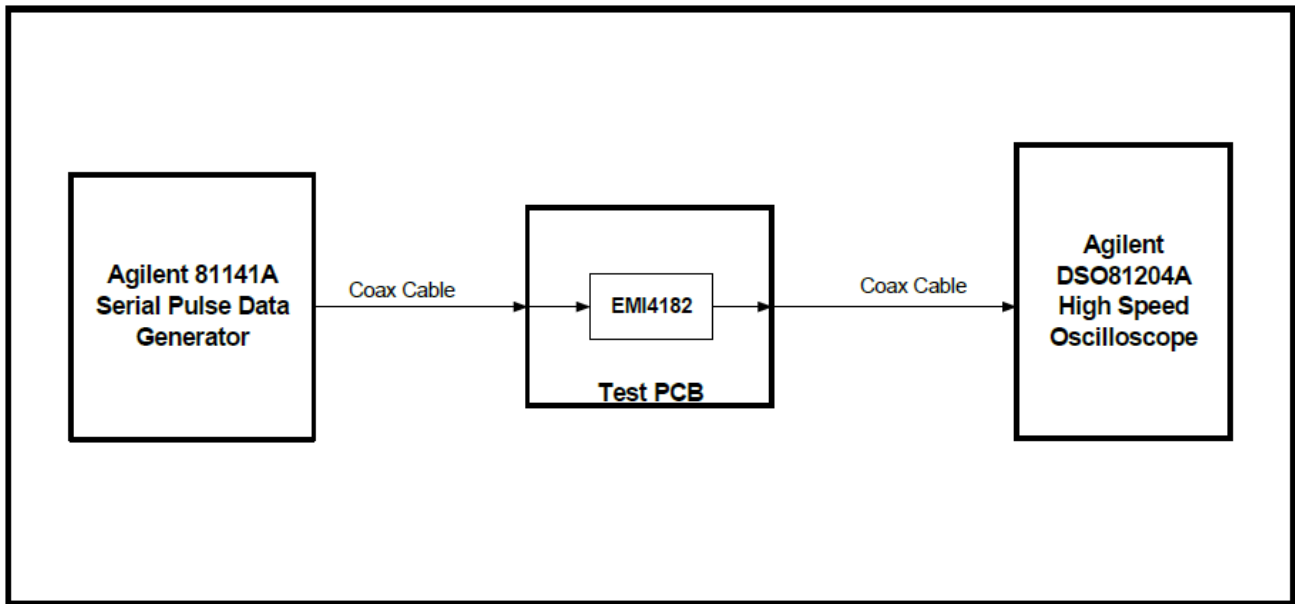 Agilent 81141A
Serial Pulse Data
Generator
Coax Cable
EMI4182
Test PCB
Coax Cable
Agilent
DSO81204A
High Speed
Oscilloscope